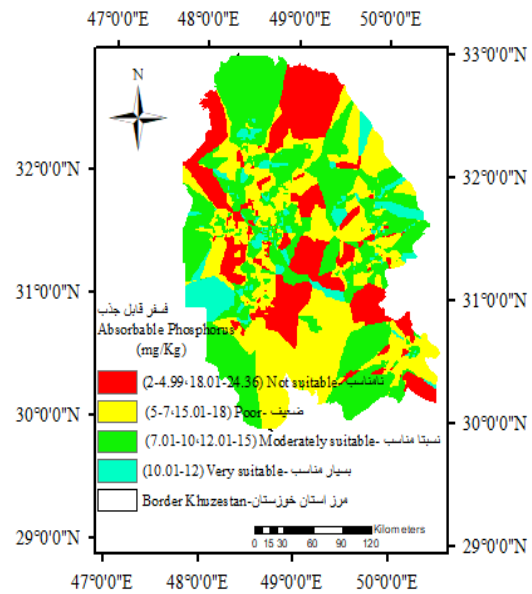 47°0'0"E 48°0'0"E 49°0'0"E 50°0'0"E
33°0'0"N
N
32°0'0"N 32°0'0"N
31°0'0"N 31°0'0"N
فسفر قابل جذب
Absorbable Phosphorus
(mg/Kg)
(2-4.99،18.01-24.36) Not suitable- نامناسب
(5-7،15.01-18) Poor- ضعیف
(7.01-10،12.01-15) Moderately suitable- نسبتا مناسب
(10.01-12) Very suitable- بسیار مناسب
30°0'0"N 30°0'0"N
Border Khuzestan-مرز استان خوزستان
Kilometers
0 15 30 60 90 120
29°0'0"N 29°0'0"N
47°0'0"E 48°0'0"E 49°0'0"E 50°0'0"E